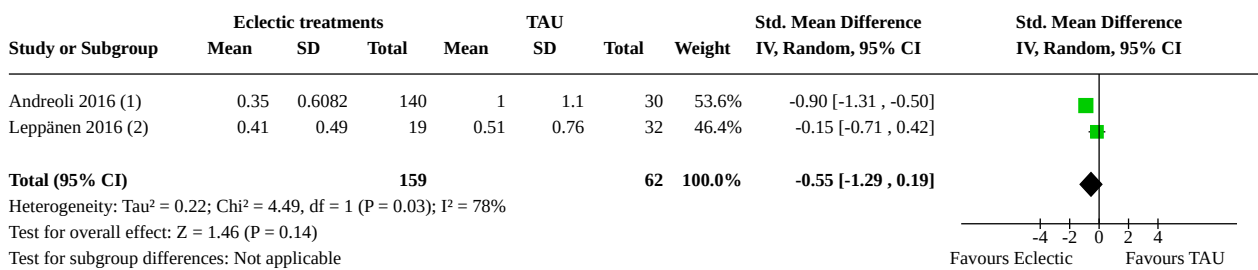 Eclectic treatments TAU Std. Mean Difference Std. Mean Difference
Study or Subgroup Mean SD Total Mean SD Total Weight IV, Random, 95% CI IV, Random, 95% CI
Andreoli 2016 (1) 0.35 0.6082 140 1 1.1 30 53.6% -0.90 [-1.31 , -0.50]
Leppänen 2016 (2) 0.41 0.49 19 0.51 0.76 32 46.4% -0.15 [-0.71 , 0.42]
Total (95% CI) 159 62 100.0% -0.55 [-1.29 , 0.19]
Heterogeneity: Tau² = 0.22; Chi² = 4.49, df = 1 (P = 0.03); I² = 78%
Test for overall effect: Z = 1.46 (P = 0.14) -4 -2 0 2 4
Test for subgroup differences: Not applicable Favours Eclectic Favours TAU